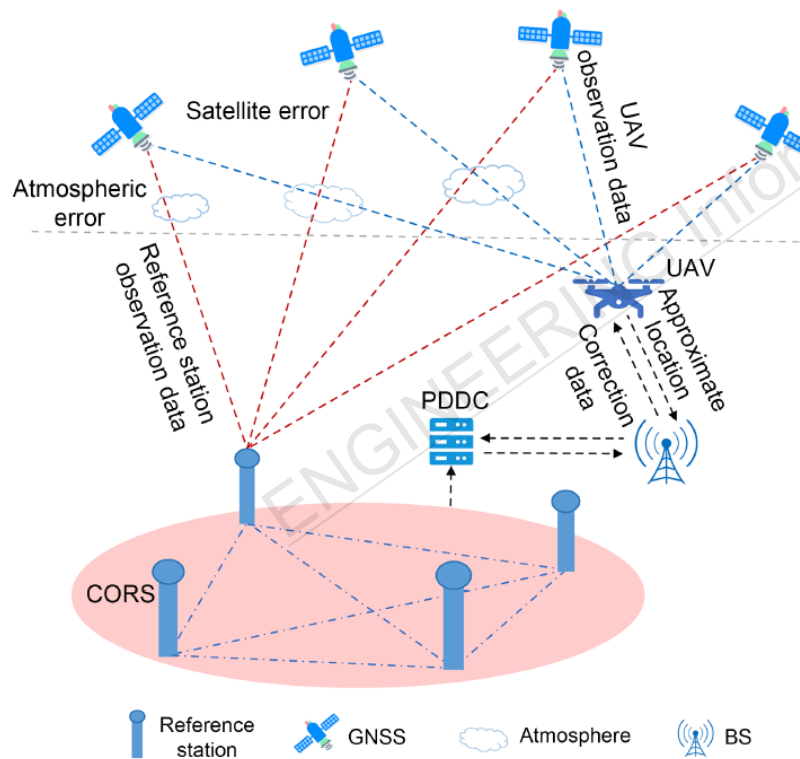 Satellite error
UAV
observation data
Atmospheric
error
Reference station
observation data
UAV
Approximate
location
Correction
data
PDDC
CORS
Reference
station
GNSS
Atmosphere
BS
ENGINEERING Infor